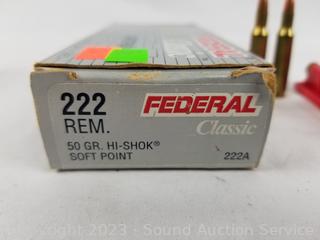 222
REM.
FEDERAL
Classic
50 GR. HI-SHOK®
SOFT POINT
222A
Copyright 2023 - Sound Auction Service